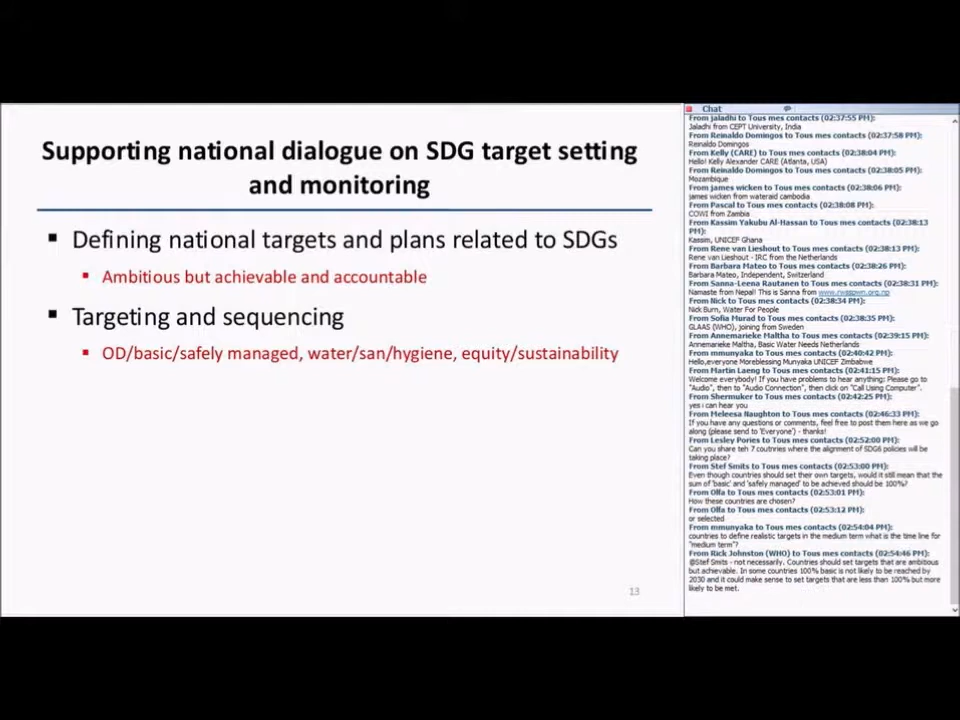 Supporting national dialogue on SDG target setting
and monitoring
▪ Defining national targets and plans related to SDGs
▪ Ambitious but achievable and accountable
▪ Targeting and sequencing
▪ OD/basic/safely managed, water/san/hygiene, equity/sustainability
13
Chat
From jaladhi to Tous mes contacts (02:37:55 PM):
Jaladhi from CEPT University, India
From Reinaldo Domingos to Tous mes contacts (02:37:58 PM):
Reinaldo Domingos
From Kelly (CARE) to Tous mes contacts (02:38:04 PM):
Hello! Kelly Alexander CARE (Atlanta, USA)
From Reinaldo Domingos to Tous mes contacts (02:38:05 PM):
Mozambique
From james wicken to Tous mes contacts (02:38:06 PM):
james wicken from wateraid cambodia
From Pascal to Tous mes contacts (02:38:08 PM):
COWI from Zambia
From Kassim Yakubu Al-Hassan to Tous mes contacts (02:38:13
PM):
Kassim, UNICEF Ghana
From Rene van Lieshout to Tous mes contacts (02:38:13 PM):
Rene van Lieshout - IRC from the Netherlands
From Barbara Mateo to Tous mes contacts (02:38:26 PM):
Barbara Mateo, Independent, Switzerland
From Sanna-Leena Rautanen to Tous mes contacts (02:38:31 PM):
Namaste from Nepal! This is Sanna from www.rwsspwn.org.np
From Nick to Tous mes contacts (02:38:34 PM):
Nick Burn, Water For People
From Sofia Murad to Tous mes contacts (02:38:35 PM):
GLAAS (WHO), joining from Sweden
From Annemarieke Maltha to Tous mes contacts (02:39:15 PM):
Annemarieke Maltha, Basic Water Needs Netherlands
From mmunyaka to Tous mes contacts (02:40:42 PM):
Hello,everyone Moreblessing Munyaka UNICEF Zimbabwe
From Martin Laeng to Tous mes contacts (02:41:15 PM):
Welcome everybody! If you have problems to hear anything: Please go to
"Audio", then to "Audio Connection", then click on "Call Using Computer".
From Shermuker to Tous mes contacts (02:42:25 PM):
yes i can hear you
From Meleesa Naughton to Tous mes contacts (02:46:33 PM):
If you have any questions or comments, feel free to post them here as we go
along (please send to 'Everyone') - thanks!
From Lesley Pories to Tous mes contacts (02:52:00 PM):
Can you share teh 7 coutnries where the alignment of SDG6 policies will be
taking place?
From Stef Smits to Tous mes contacts (02:53:00 PM):
Even though countries should set their own targets, would it still mean that the
sum of 'basic' and 'safely managed' to be achieved should be 100%?
From Olfa to Tous mes contacts (02:53:01 PM):
How these countries are chosen?
From Olfa to Tous mes contacts (02:53:12 PM):
or selected
From mmunyaka to Tous mes contacts (02:54:04 PM):
countries to define realistic targets in the medium term what is the time line for
"medium term"?
From Rick Johnston (WHO) to Tous mes contacts (02:54:46 PM):
@Stef Smits - not necessarily. Countries should set targets that are ambitious
but achievable. In some countries 100% basic is not likely to be reached by
2030 and it could make sense to set targets that are less than 100% but more
likely to be met.